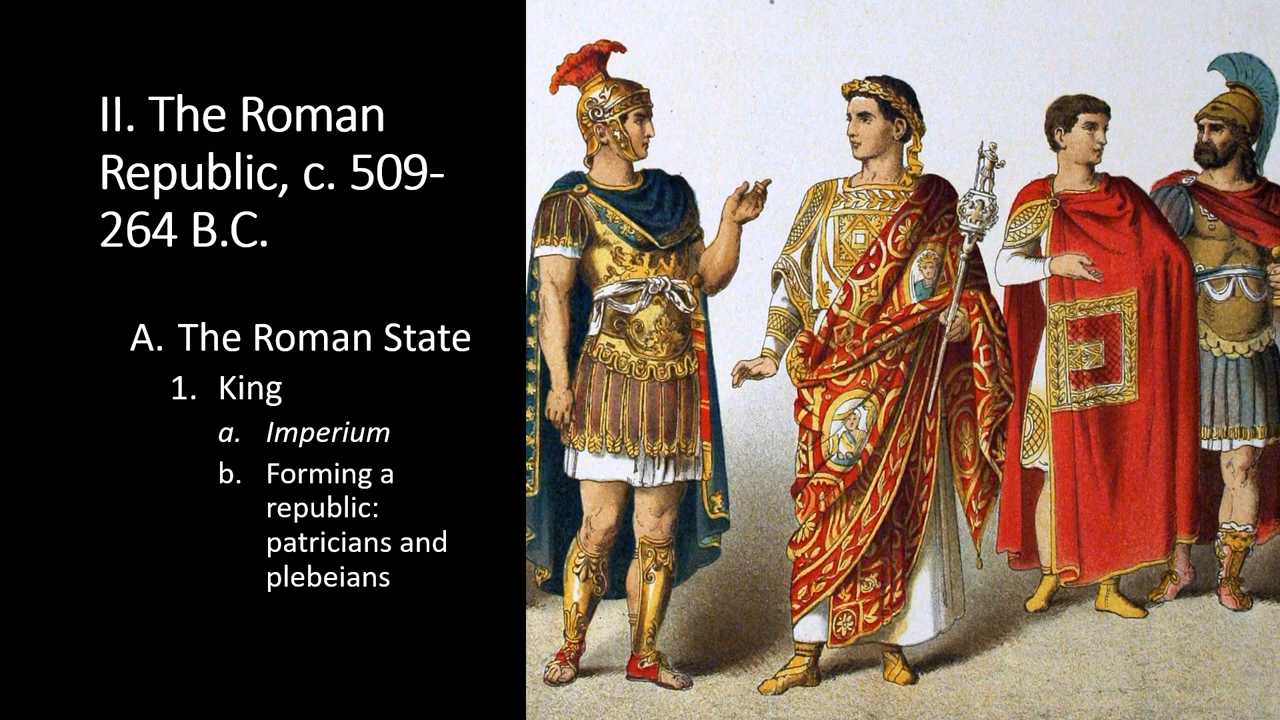 II. The Roman
Republic, c. 509-
264 B.C.
A. The Roman State
1. King
a. Imperium
b. Forming a
republic:
patricians and
plebeians